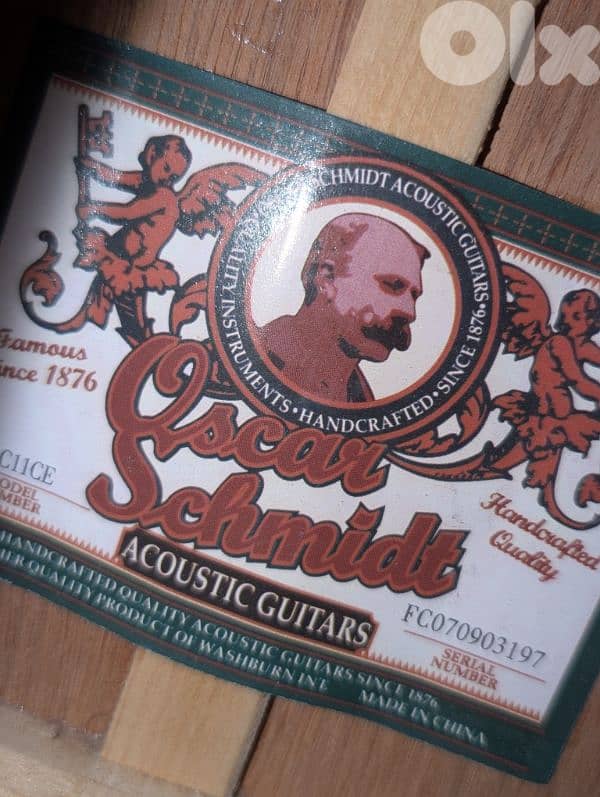 Olx
SCHMIDT ACOUSTIC GUITARS • SINCE 1876 • HANDCRAFTED • INSTRUMENTS
Famous
Since 1876
Oscar
Schmidt
Handcrafted
Quality
ACOUSTIC GUITARS
C11CE
MODEL
NUMBER
FC070903197
SERIAL
NUMBER
HANDCRAFTED QUALITY ACOUSTIC GUITARS SINCE 1876
QUALITY PRODUCT OF WASHBURN INT.
MADE IN CHINA